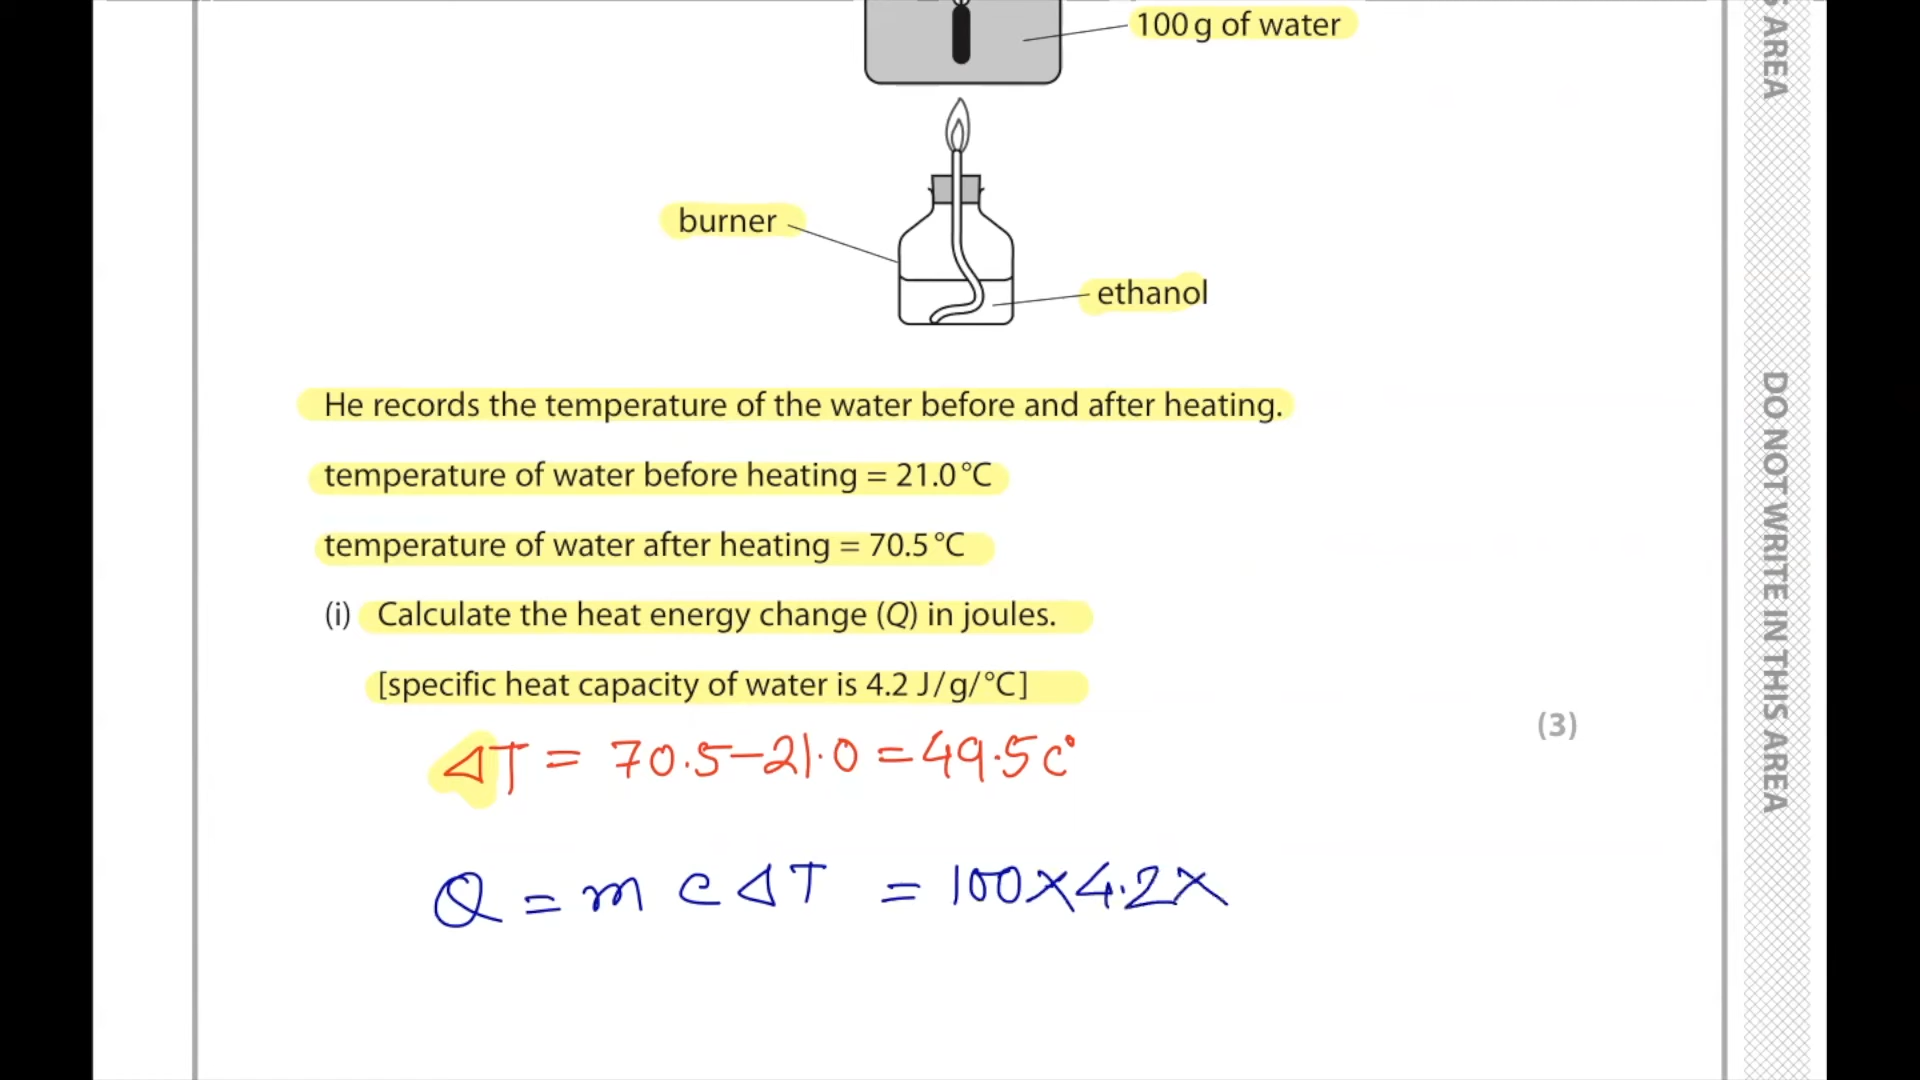 100 g of water
burner
ethanol
He records the temperature of the water before and after heating.
temperature of water before heating = 21.0 °C
temperature of water after heating = 70.5 °C
(i) Calculate the heat energy change (Q) in joules.
[specific heat capacity of water is 4.2 J/g/°C]
(3)
ΔT = 70.5-21.0 = 49.5 c°
Q = m c ΔT = 100×4.2×
S AREA
DO NOT WRITE IN THIS AREA